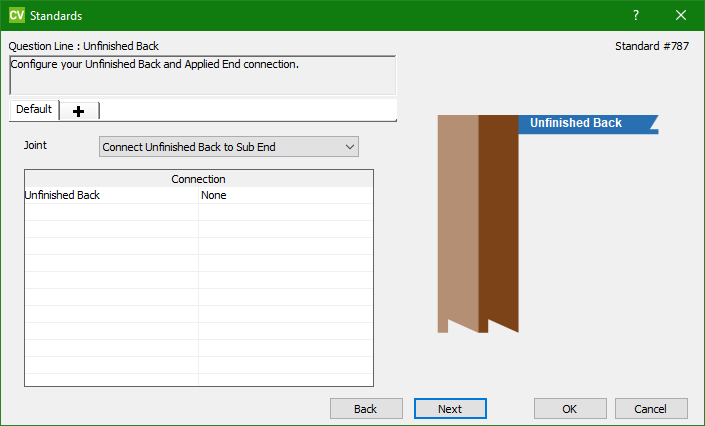 CV Standards
? ×
Question Line : Unfinished Back
Standard #787
Configure your Unfinished Back and Applied End connection.
Default
+
Unfinished Back
Joint
Connect Unfinished Back to Sub End
Connection
Unfinished Back None
Back
Next
OK
Cancel